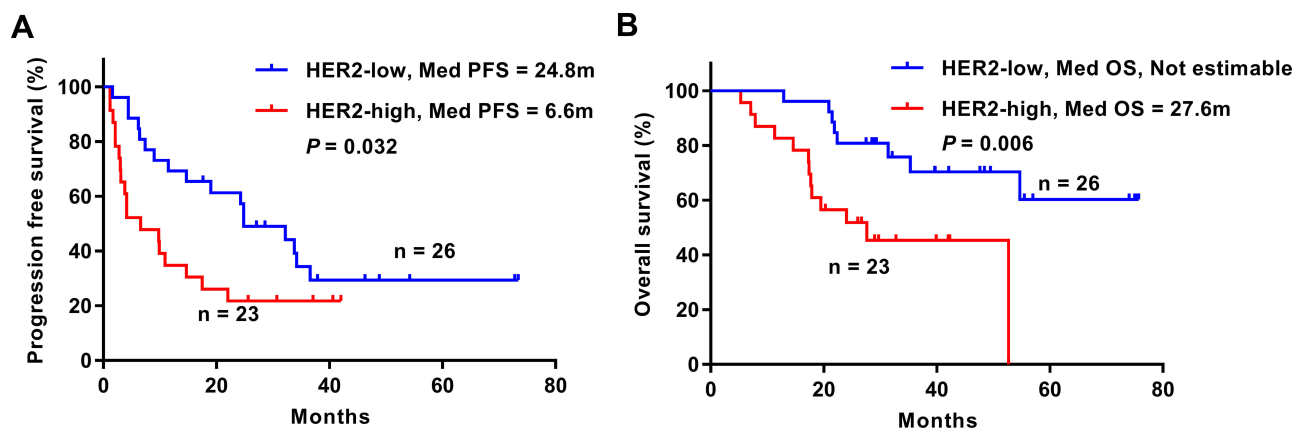 A
HER2-low, Med PFS = 24.8m
HER2-high, Med PFS = 6.6m
P = 0.032
Progression free survival (%)
100
80
60
40
20
0
n = 26
n = 23
0 20 40 60 80
Months
B
HER2-low, Med OS, Not estimable
HER2-high, Med OS = 27.6m
P = 0.006
Overall survival (%)
100
80
60
40
20
0
n = 26
n = 23
0 20 40 60 80
Months